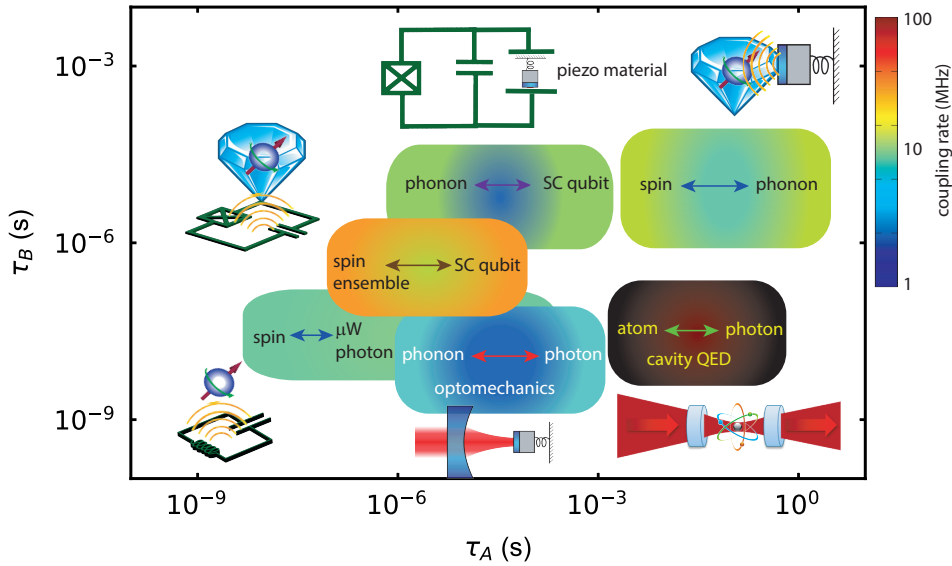 10⁻³
10⁻⁶
10⁻⁹
τ_B (s)
piezo material
phonon SC qubit
spin phonon
spin SC qubit
ensemble
spin μW
photon
phonon photon
optomechanics
atom photon
cavity QED
10⁻⁹ 10⁻⁶ 10⁻³ 10⁰
τ_A (s)
100
10
1
coupling rate (MHz)